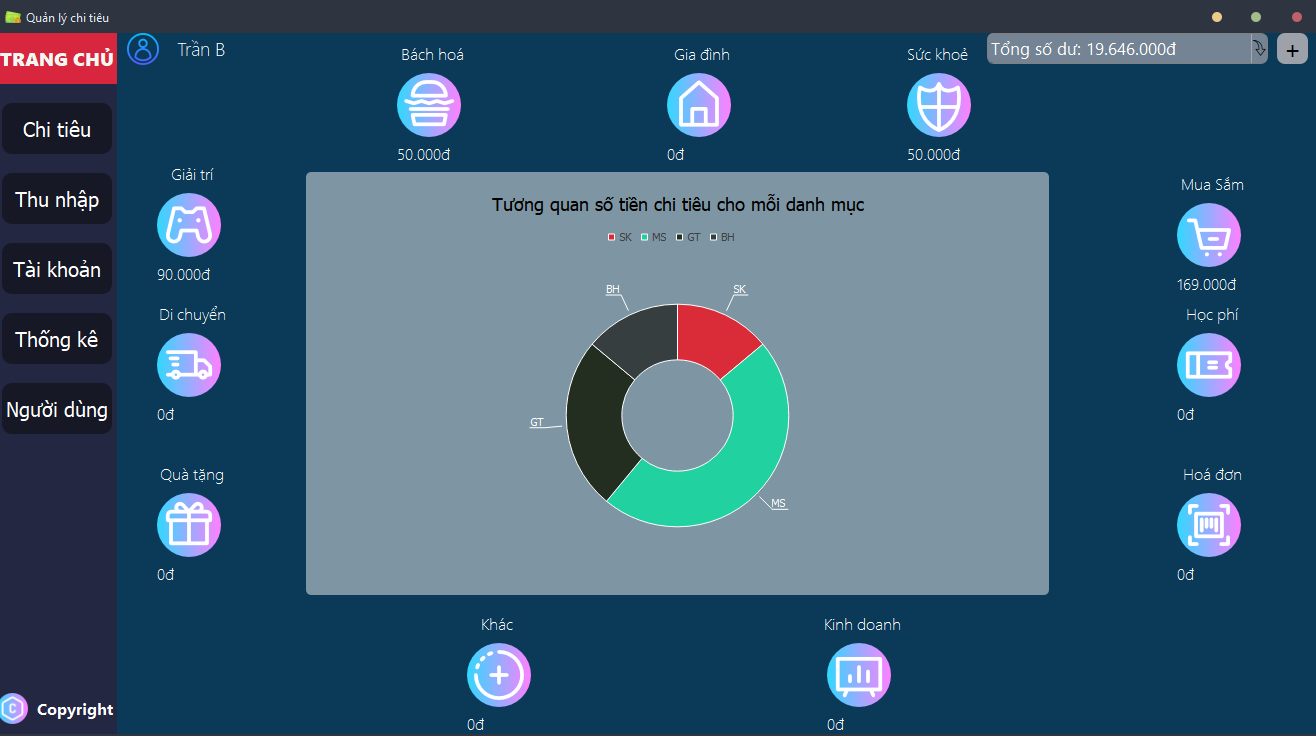 Quản lý chi tiêu
TRANG CHỦ
Chi tiêu
Thu nhập
Tài khoản
Thống kê
Người dùng
Copyright
Trần B
Tổng số dư: 19.646.000đ
+
Bách hoá
50.000đ
Gia đình
0đ
Sức khoẻ
50.000đ
Giải trí
90.000đ
Di chuyển
0đ
Quà tặng
0đ
Tương quan số tiền chi tiêu cho mỗi danh mục
SK MS GT BH
BH
SK
GT
MS
Mua Sắm
169.000đ
Học phí
0đ
Hoá đơn
0đ
Khác
0đ
Kinh doanh
0đ